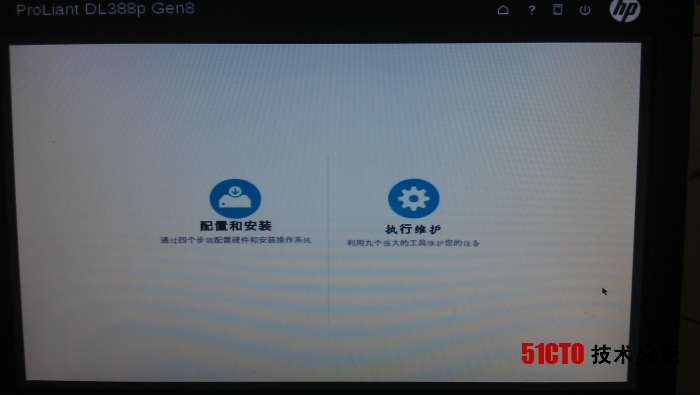 ProLiant DL388p Gen8
?
hp
配置和安装
通过四个步骤配置硬件和安装操作系统
执行维护
利用九个强大的工具维护您的设备
51CTO 技术